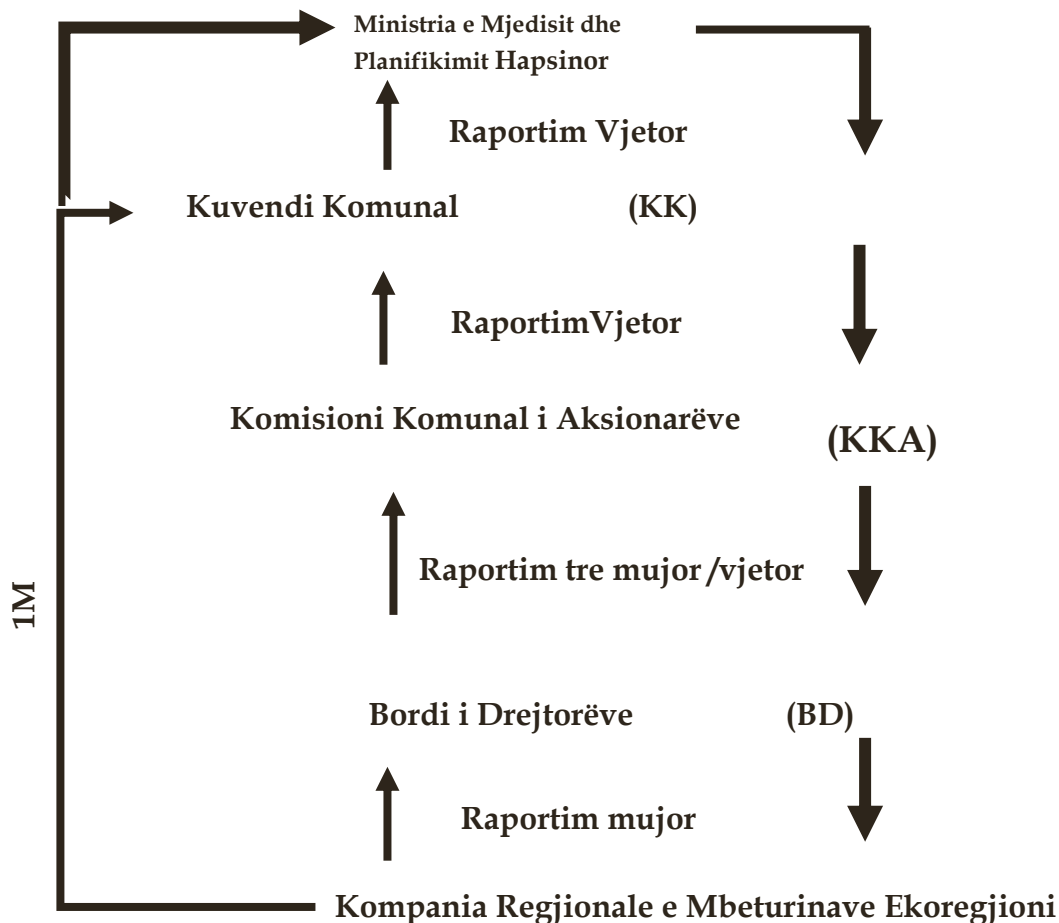 Ministria e Mjedisit dhe
Planifikimit Hapsinor
Raportim Vjetor
Kuvendi Komunal (KK)
RaportimVjetor
Komisioni Komunal i Aksionarëve
(KKA)
Raportim tre mujor/vjetor
1M
Bordi i Drejtorëve (BD)
Raportim mujor
Kompania Regjionale e Mbeturinave Ekoregjioni